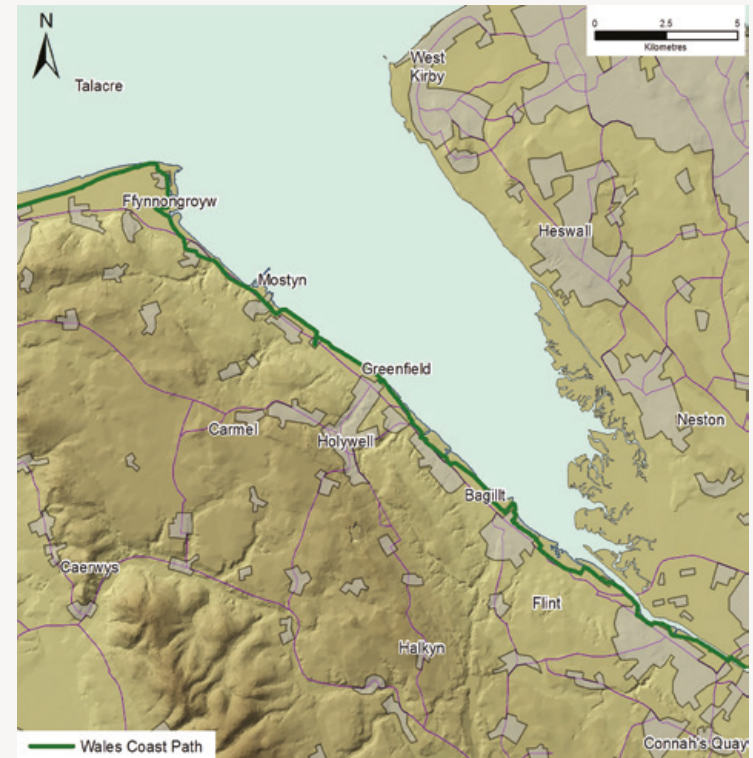 N
0 2.5 5
Kilometres
West
Kirby
Talacre
Ffynnongroyw
Heswall
Mostyn
Greenfield
Neston
Carmel
Holywell
Bagillt
Caerwys
Flint
Halkyn
Connah's Quay
Wales Coast Path